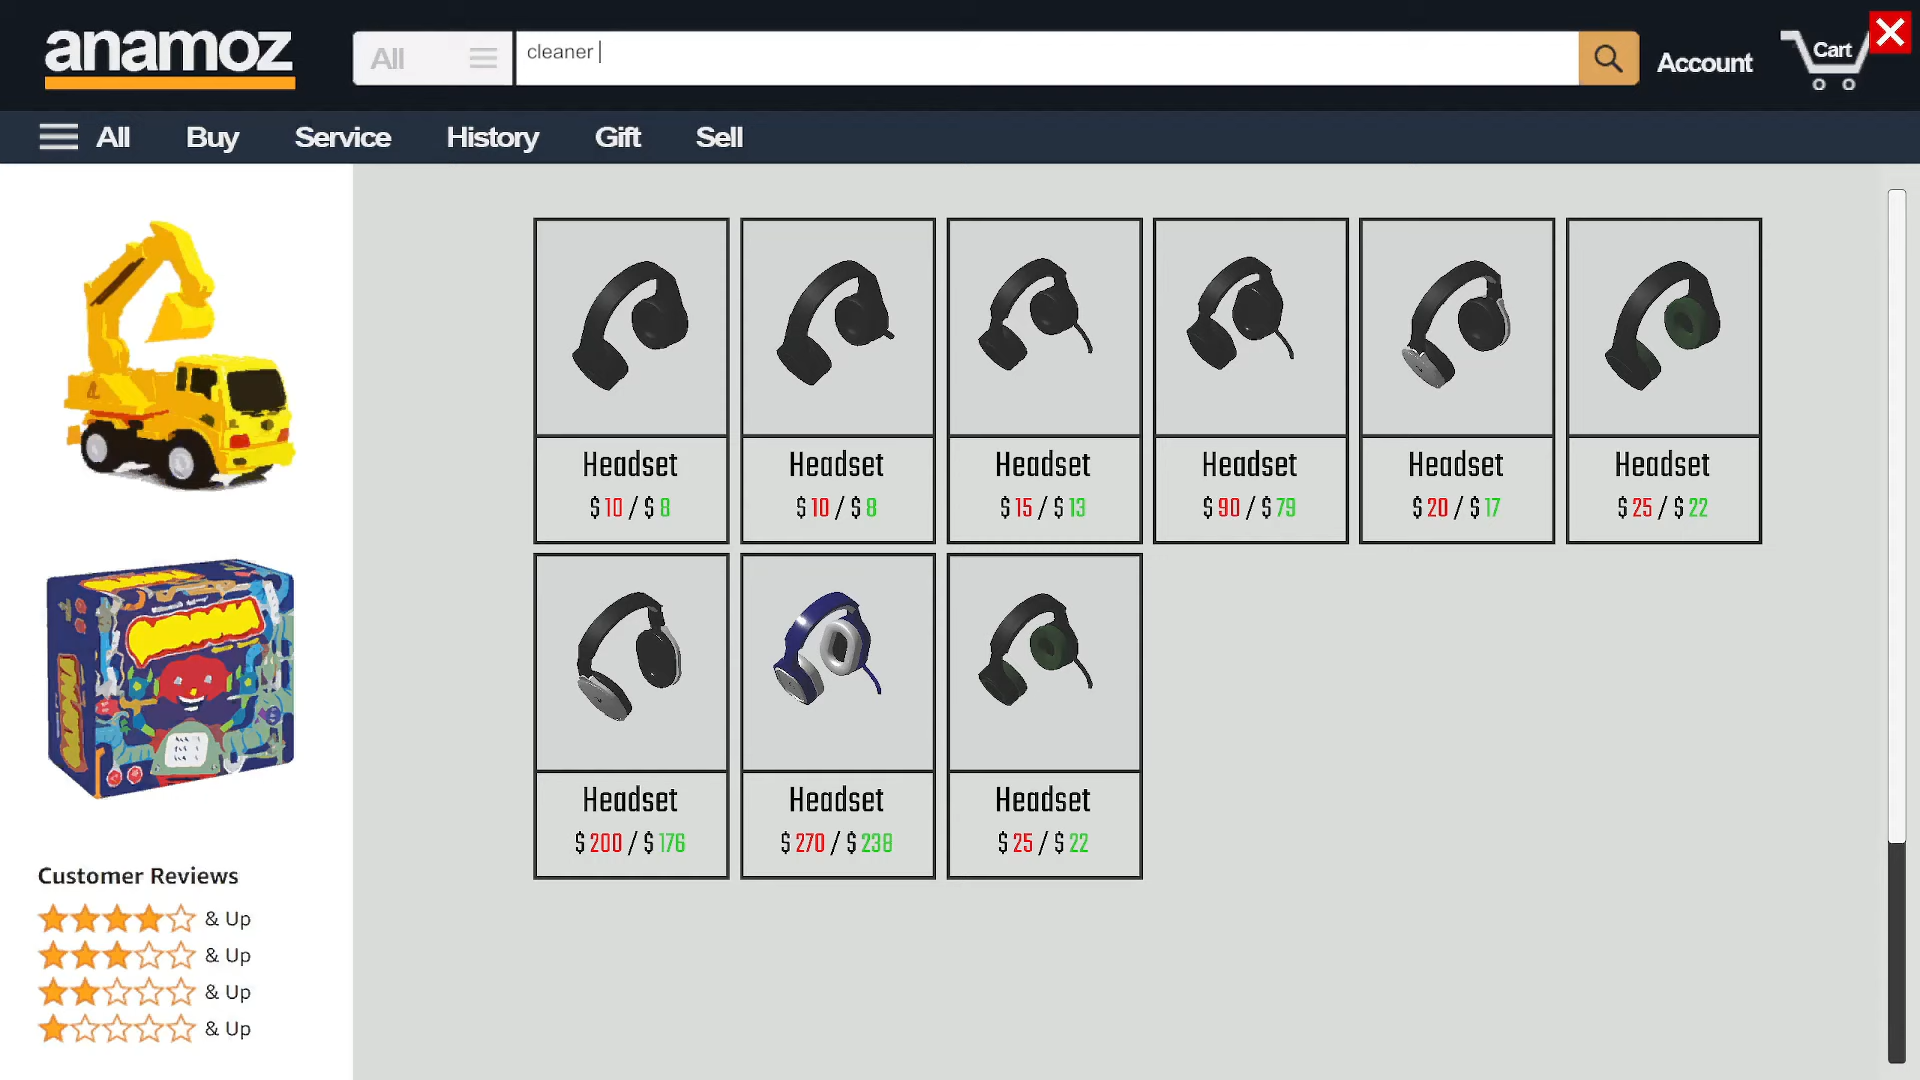 anamoz
All
cleaner
Account
Cart
All Buy Service History Gift Sell
Headset
$ 10 / $ 8
Headset
$ 10 / $ 8
Headset
$ 15 / $ 13
Headset
$ 90 / $ 79
Headset
$ 20 / $ 17
Headset
$ 25 / $ 22
Headset
$ 200 / $ 176
Headset
$ 270 / $ 238
Headset
$ 25 / $ 22
Customer Reviews
& Up
& Up
& Up
& Up